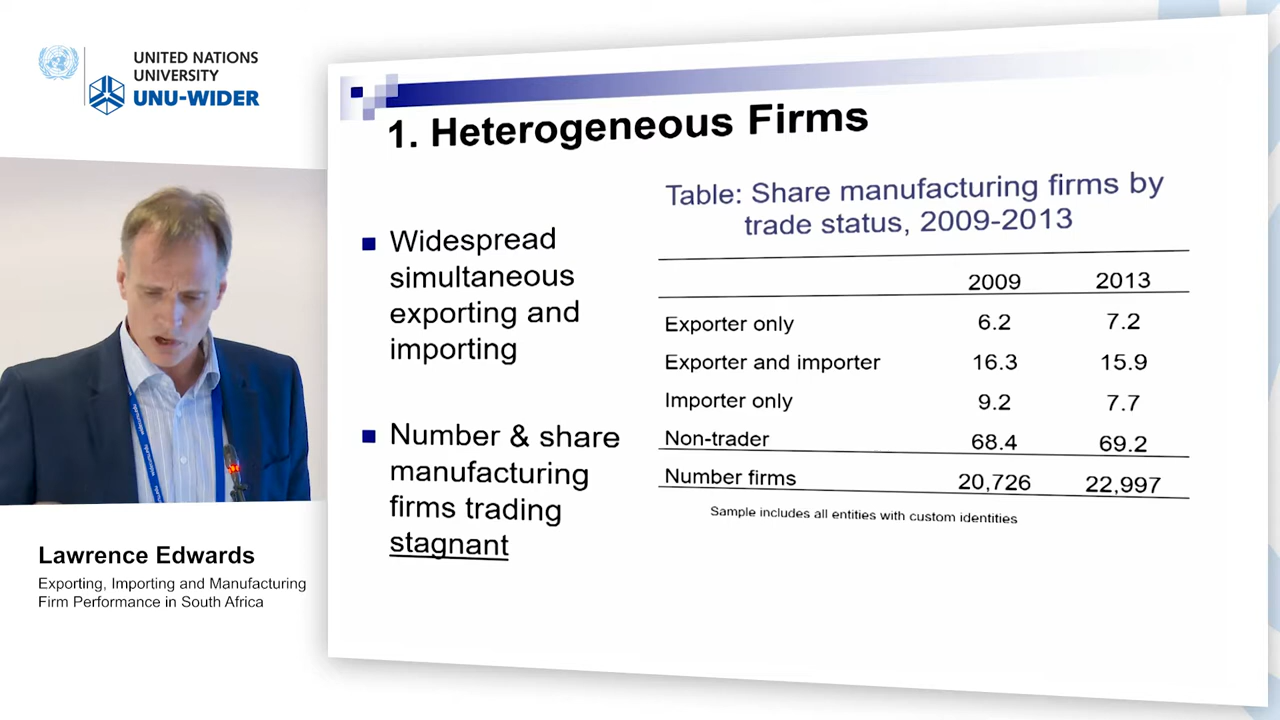 UNITED NATIONS
UNIVERSITY
UNU-WIDER
1. Heterogeneous Firms
Widespread
simultaneous
exporting and
importing
Number & share
manufacturing
firms trading
stagnant
Table: Share manufacturing firms by
trade status, 2009-2013
2009 2013
Exporter only 6.2 7.2
Exporter and importer 16.3 15.9
Importer only 9.2 7.7
Non-trader 68.4 69.2
Number firms 20,726 22,997
Sample includes all entities with custom identities
Lawrence Edwards
Exporting, Importing and Manufacturing
Firm Performance in South Africa